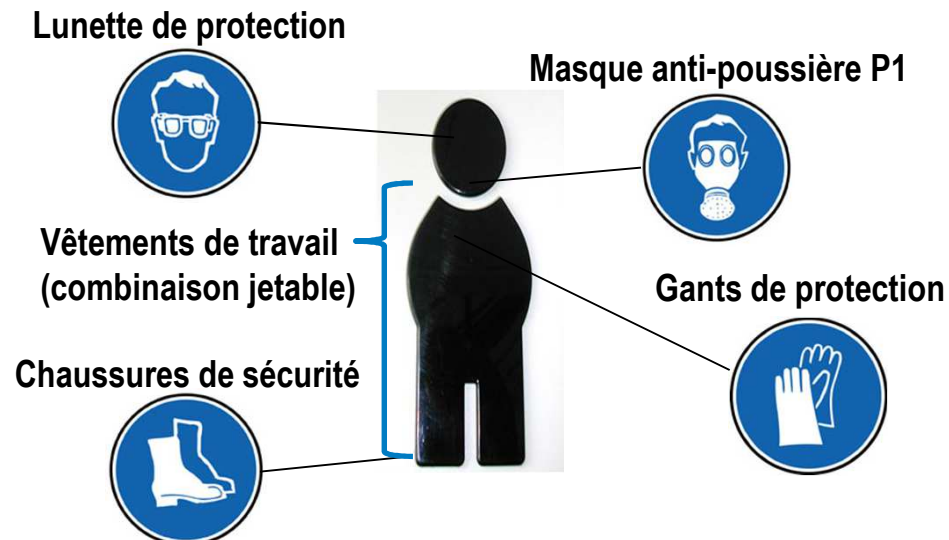 Lunette de protection
Masque anti-poussière P1
Vêtements de travail
(combinaison jetable)
Gants de protection
Chaussures de sécurité